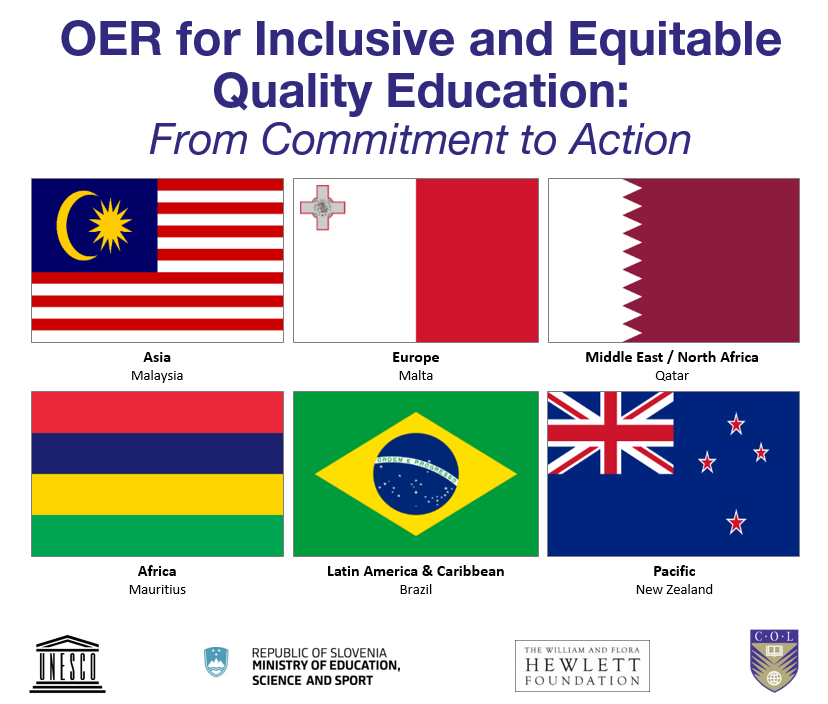 OER for Inclusive and Equitable
Quality Education:
From Commitment to Action
Asia
Malaysia
Europe
Malta
Middle East / North Africa
Qatar
ORDEM E PROGRESSO
Africa
Mauritius
Latin America & Caribbean
Brazil
Pacific
New Zealand
UNESCO
REPUBLIC OF SLOVENIA
MINISTRY OF EDUCATION,
SCIENCE AND SPORT
THE WILLIAM AND FLORA
HEWLETT
FOUNDATION
C·O·L